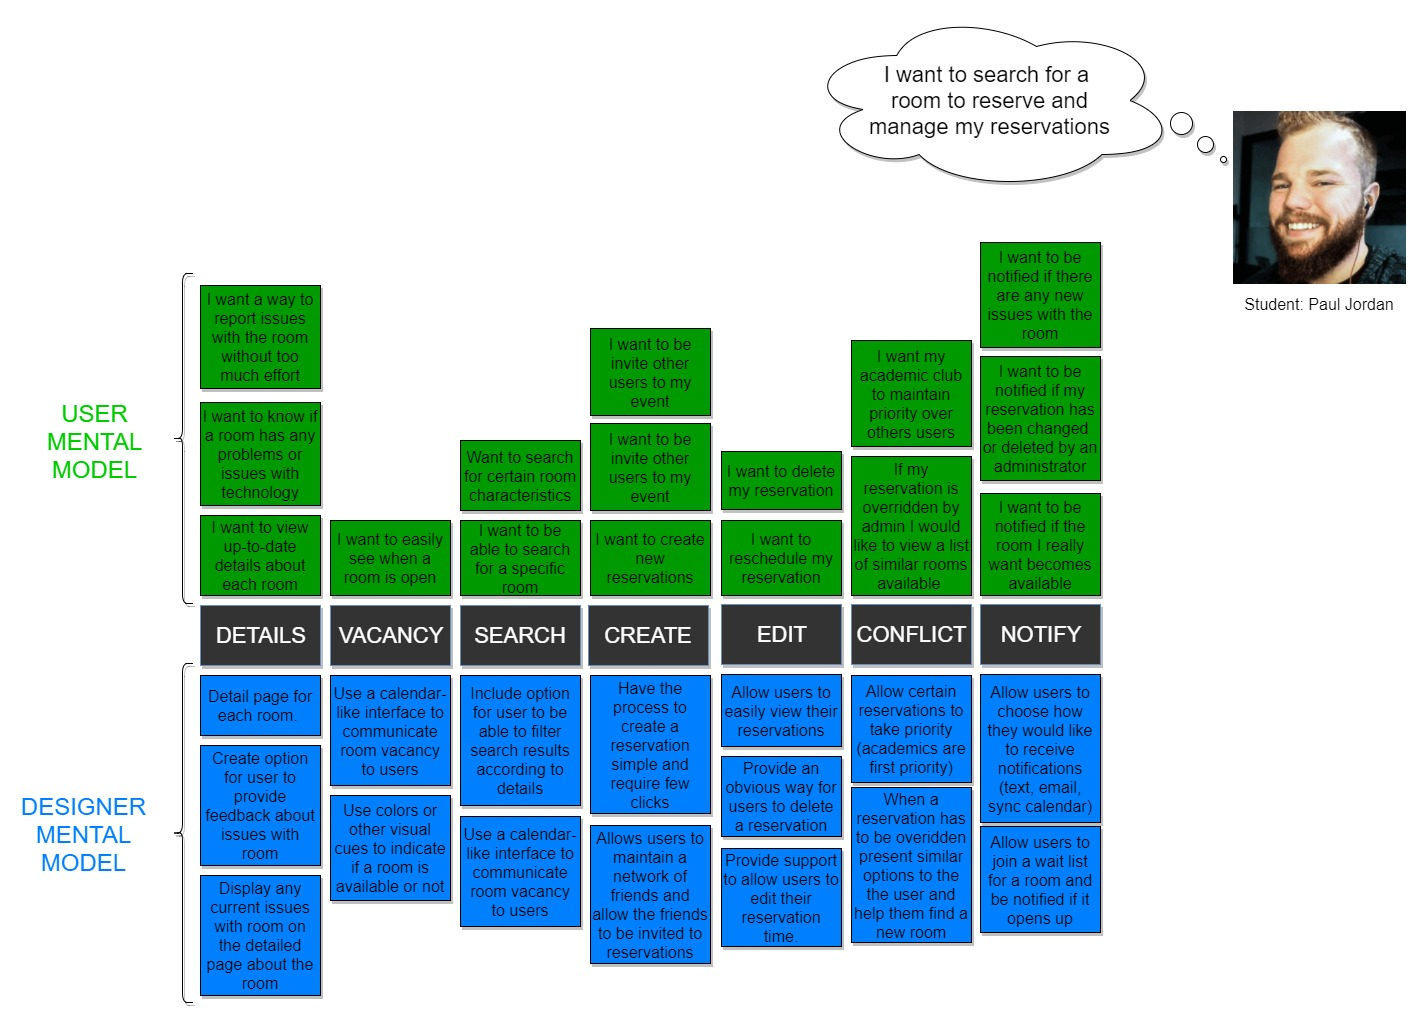 I want to search for a
room to reserve and
manage my reservations
Student: Paul Jordan
USER
MENTAL
MODEL
I want a way to
report issues
with the room
without too
much effort
I want to know if
a room has any
problems or
issues with
technology
I want to view
up-to-date
details about
each room
I want to easily
see when a
room is open
Want to search
for certain room
characteristics
I want to be
able to search
for a specific
room
I want to be
invite other
users to my
event
I want to be
invite other
users to my
event
I want to create
new
reservations
I want to delete
my reservation
I want to
reschedule my
reservation
I want my
academic club
to maintain
priority over
others users
If my
reservation is
overridden by
admin I would
like to view a list
of similar rooms
available
I want to be
notified if there
are any new
issues with the
room
I want to be
notified if my
reservation has
been changed
or deleted by an
administrator
I want to be
notified if the
room I really
want becomes
available
DETAILS
VACANCY
SEARCH
CREATE
EDIT
CONFLICT
NOTIFY
DESIGNER
MENTAL
MODEL
Detail page for
each room.
Create option
for user to
provide
feedback about
issues with
room
Display any
current issues
with room on
the detailed
page about the
room
Use a calendar-
like interface to
communicate
room vacancy
to users
Use colors or
other visual
cues to indicate
if a room is
available or not
Include option
for user to be
able to filter
search results
according to
details
Use a calendar-
like interface to
communicate
room vacancy
to users
Have the
process to
create a
reservation
simple and
require few
clicks
Allows users to
maintain a
network of
friends and
allow the friends
to be invited to
reservations
Allow users to
easily view their
reservations
Provide an
obvious way for
users to delete
a reservation
Provide support
to allow users to
edit their
reservation
time.
Allow certain
reservations to
take priority
(academics are
first priority)
When a
reservation has
to be overidden
present similar
options to the
the user and
help them find a
new room
Allow users to
choose how
they would like
to receive
notifications
(text, email,
sync calendar)
Allow users to
join a wait list
for a room and
be notified if it
opens up